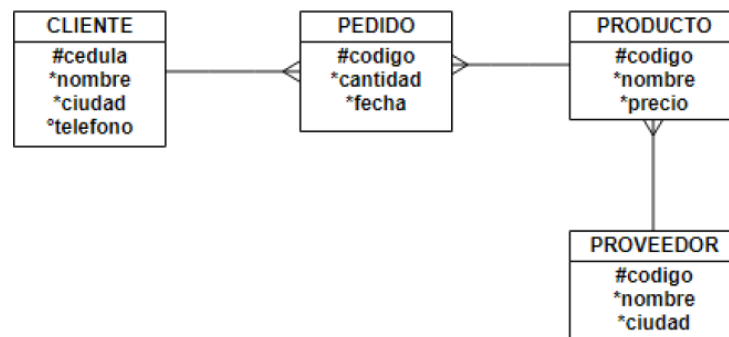 CLIENTE
#cedula
*nombre
*ciudad
°telefono
PEDIDO
#codigo
*cantidad
*fecha
PRODUCTO
#codigo
*nombre
*precio
PROVEEDOR
#codigo
*nombre
*ciudad